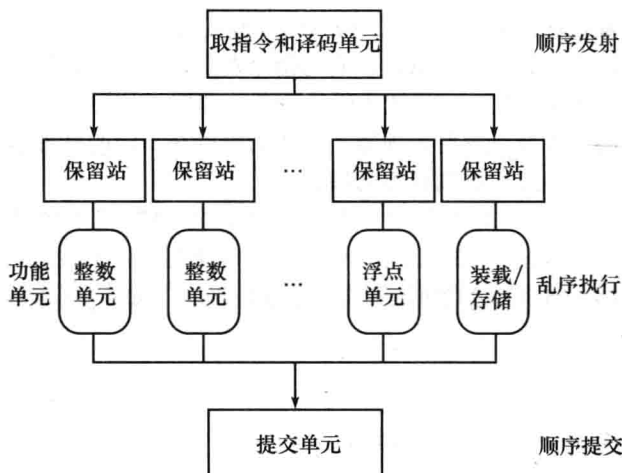 取指令和译码单元
顺序发射
保留站
保留站
…
保留站
保留站
功能
单元
整数
单元
整数
单元
…
浮点
单元
装载/
存储
乱序执行
提交单元
顺序提交